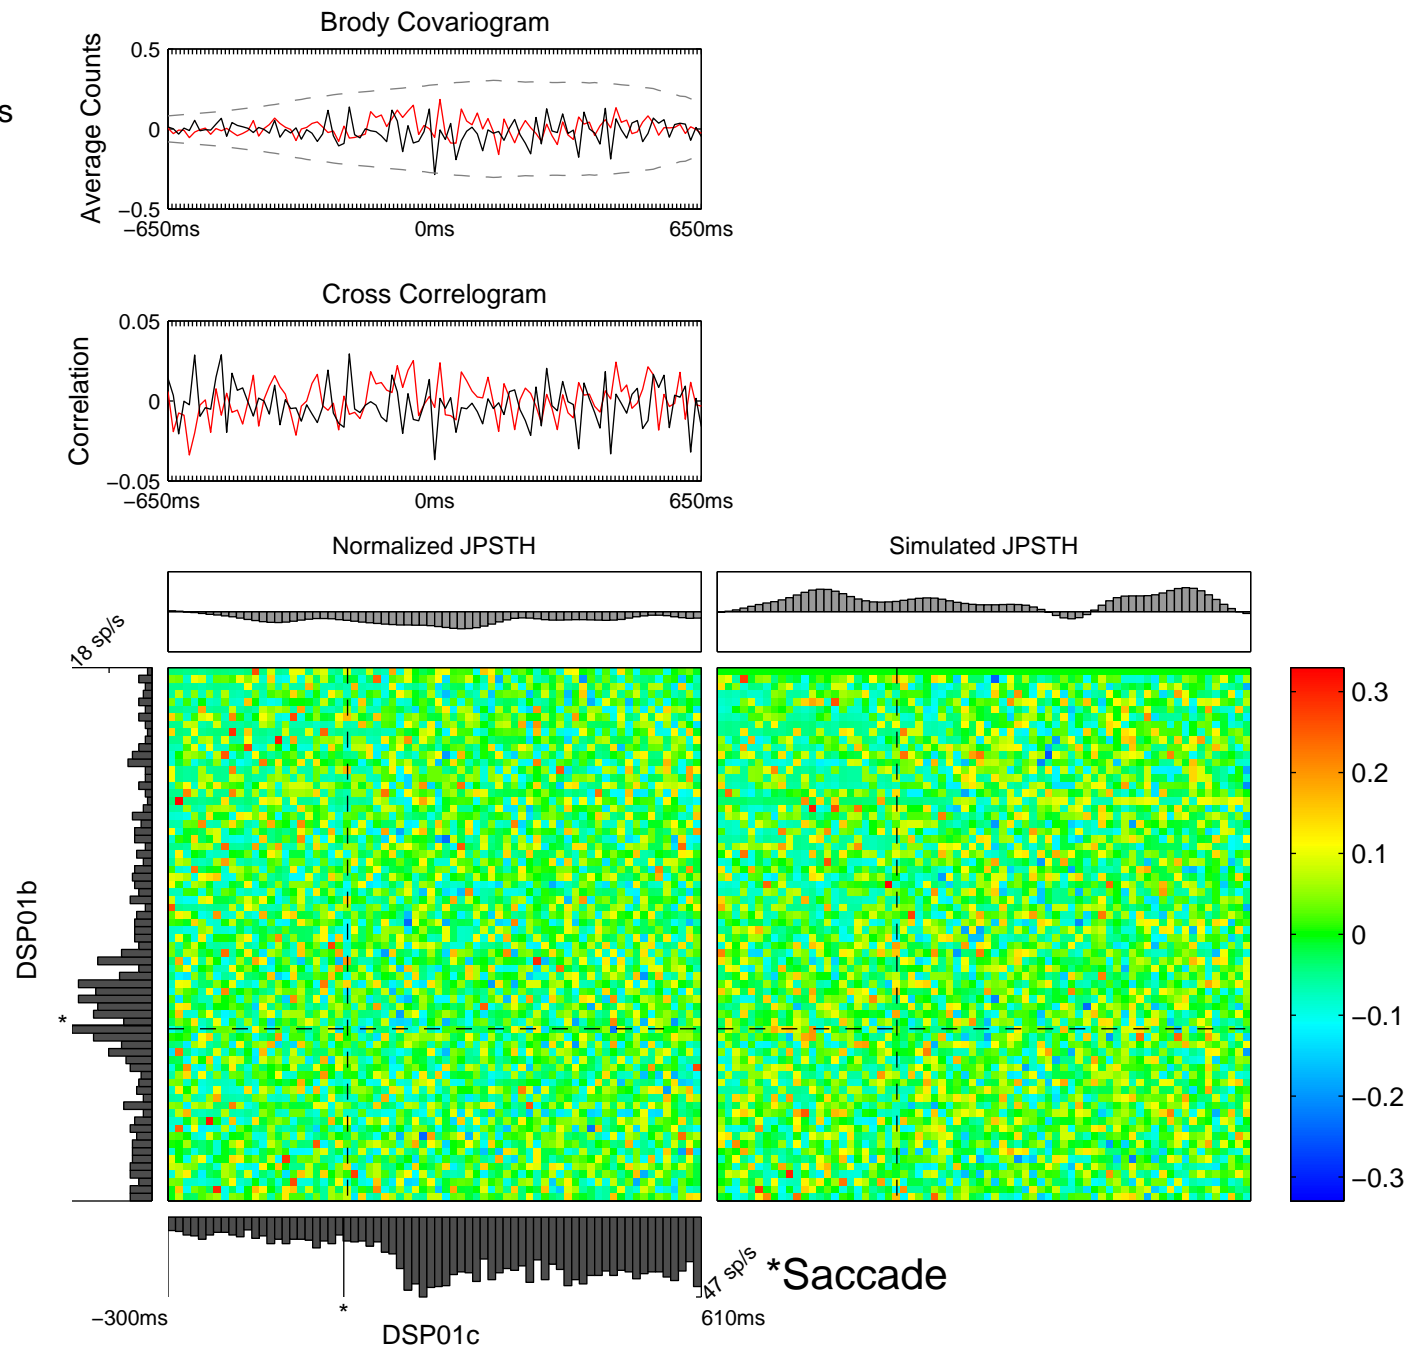 Brody Covariogram
s
Average Counts
0.5
0
−0.5
−650ms
0ms
650ms
Cross Correlogram
Correlation
0.05
0
−0.05
−650ms
0ms
650ms
Normalized JPSTH
Simulated JPSTH
18 sp/s
DSP01b
*
0.3
0.2
0.1
0
−0.1
−0.2
−0.3
47 sp/s
*Saccade
*
−300ms
610ms
DSP01c